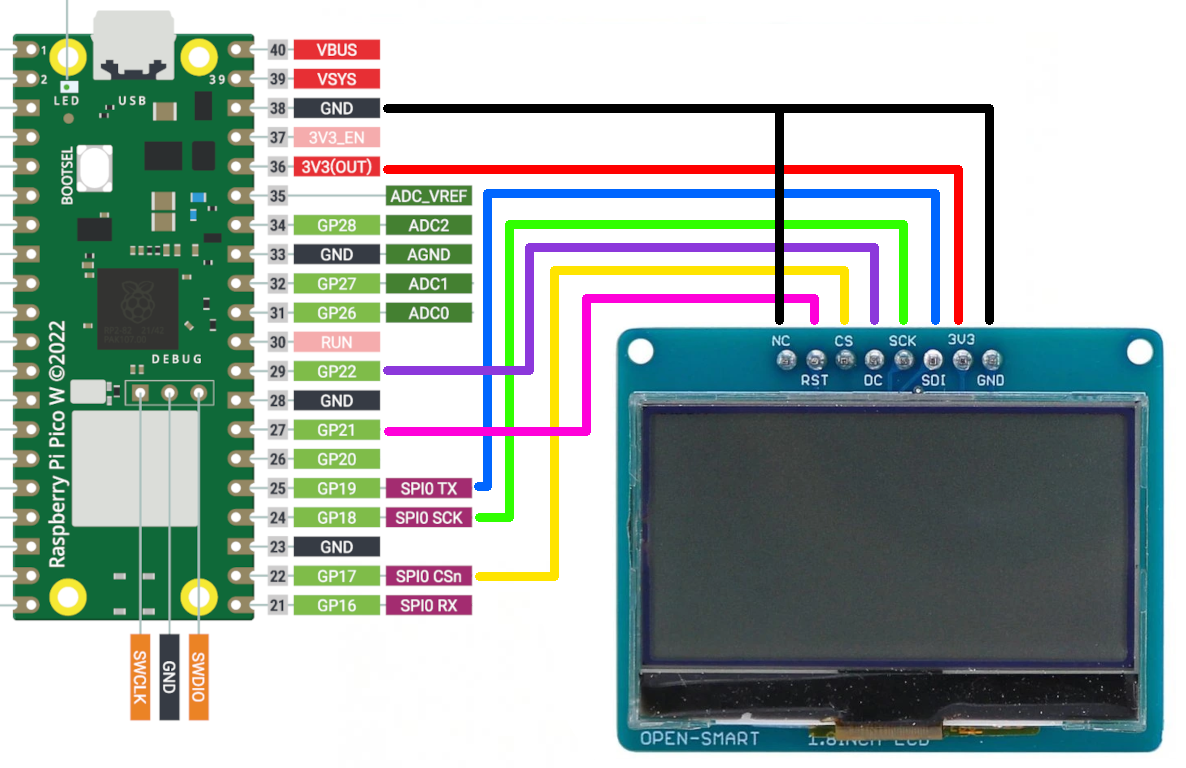 1
2
LED
USB
39
BOOTSEL
DEBUG
Raspberry Pi Pico W ©2022
40 VBUS
39 VSYS
38 GND
37 3V3_EN
36 3V3(OUT)
35 ADC_VREF
34 GP28 ADC2
33 GND AGND
32 GP27 ADC1
31 GP26 ADC0
30 RUN
29 GP22
28 GND
27 GP21
26 GP20
25 GP19 SPI0 TX
24 GP18 SPI0 SCK
23 GND
22 GP17 SPI0 CSn
21 GP16 SPI0 RX
SWCLK
GND
SWDIO
NC CS SCK 3V3
RST DC SDI GND
OPEN-SMART 1.8INCH LCD